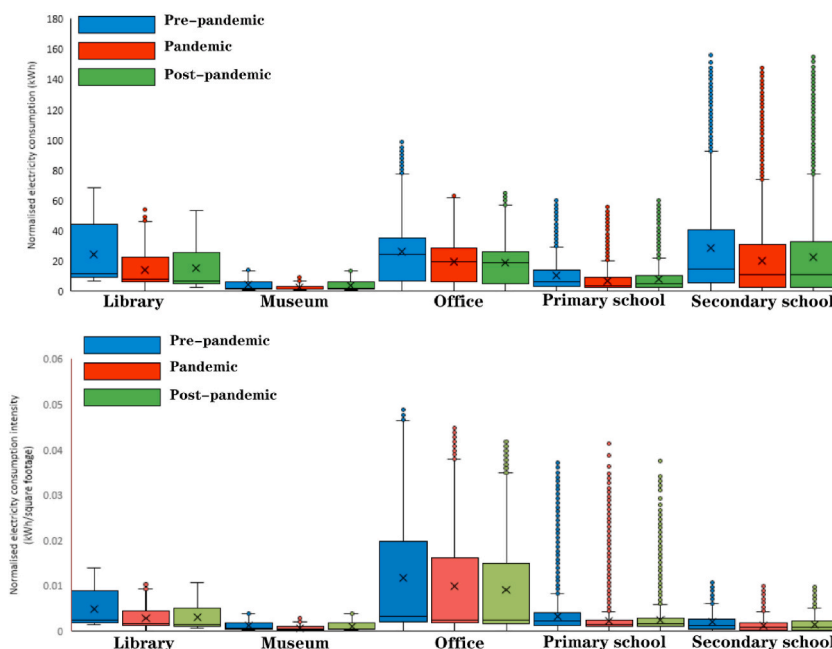 180
Pre-pandemic
160
Pandemic
140
Post-pandemic
120
100
80
60
40
20
0
Normalised electricity consumption (kWh)
Library Museum Office Primary school Secondary school
Pre-pandemic
0.06
Pandemic
0.05
Post-pandemic
0.04
0.03
0.02
0.01
0
Normalised electricity consumption intensity
(kWh/square footage)
Library Museum Office Primary school Secondary school